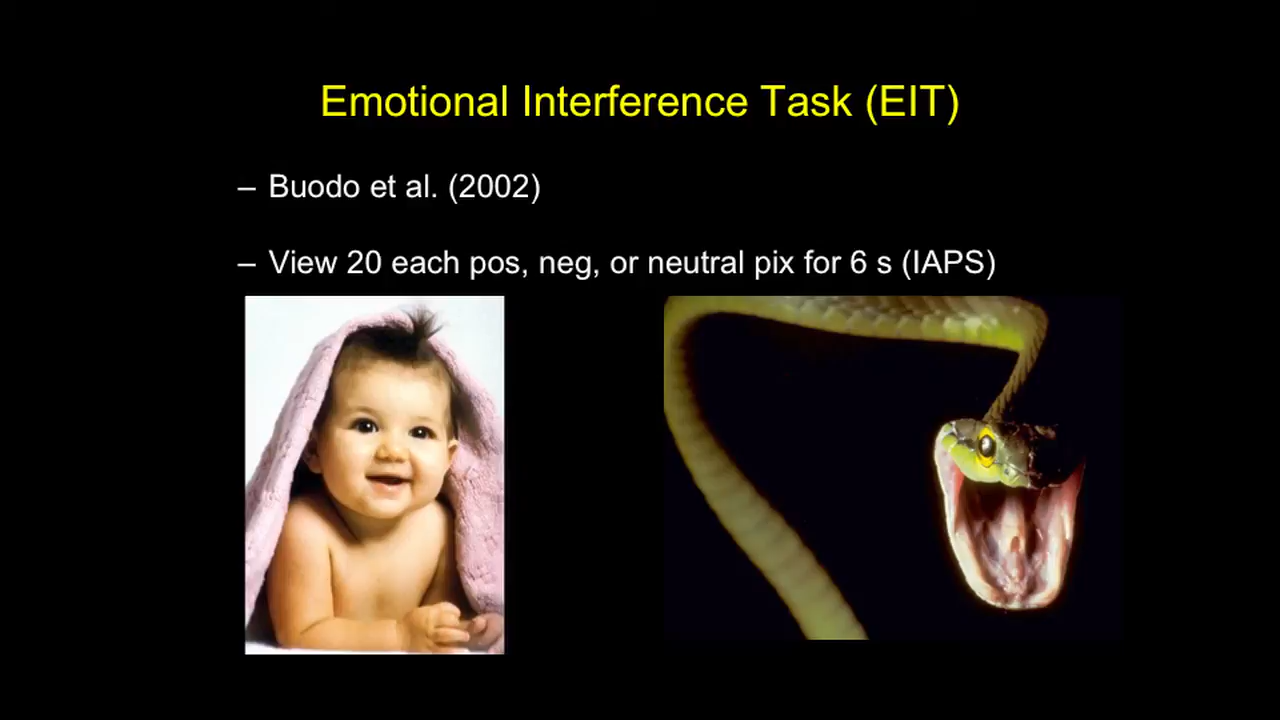 Emotional Interference Task (EIT)
– Buodo et al. (2002)
– View 20 each pos, neg, or neutral pix for 6 s (IAPS)